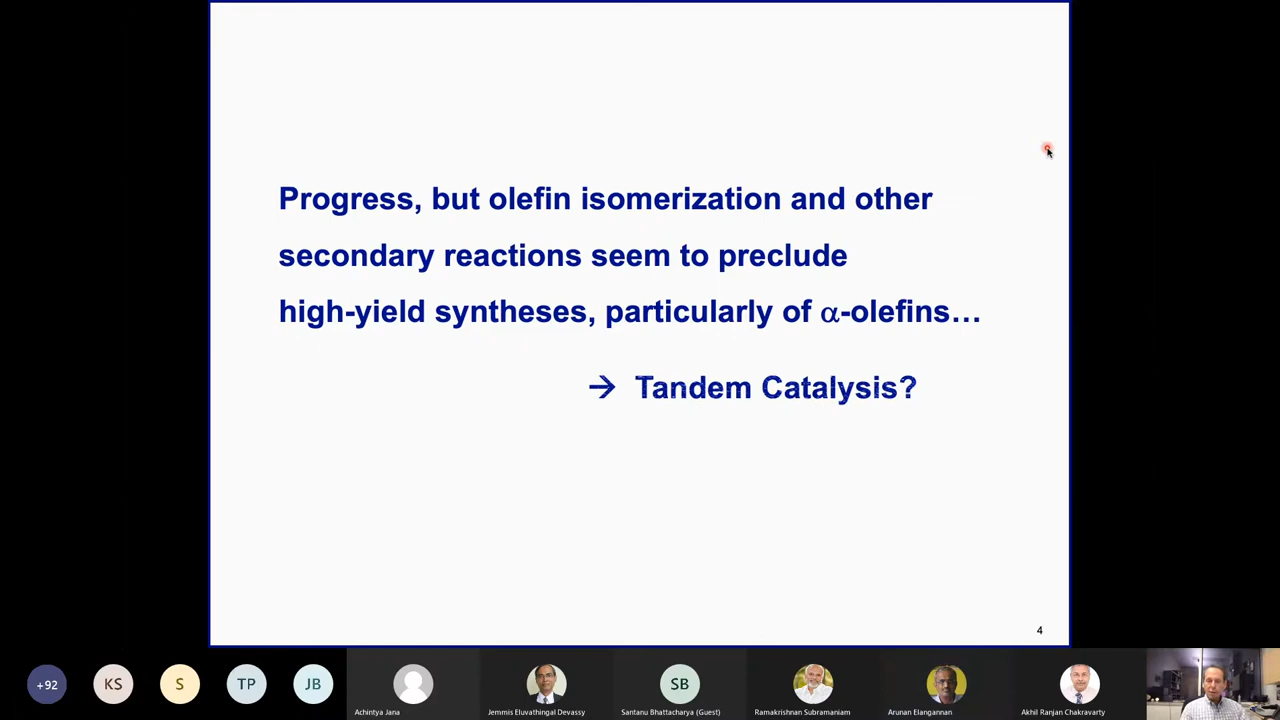 Progress, but olefin isomerization and other
secondary reactions seem to preclude
high-yield syntheses, particularly of α-olefins…
→ Tandem Catalysis?
4
+92
KS
S
TP
JB
SB
Achintya Jana
Jemmis Eluvathingal Devassy
Santanu Bhattacharya (Guest)
Ramakrishnan Subramaniam
Arunan Elangannan
Akhil Ranjan Chakravarty